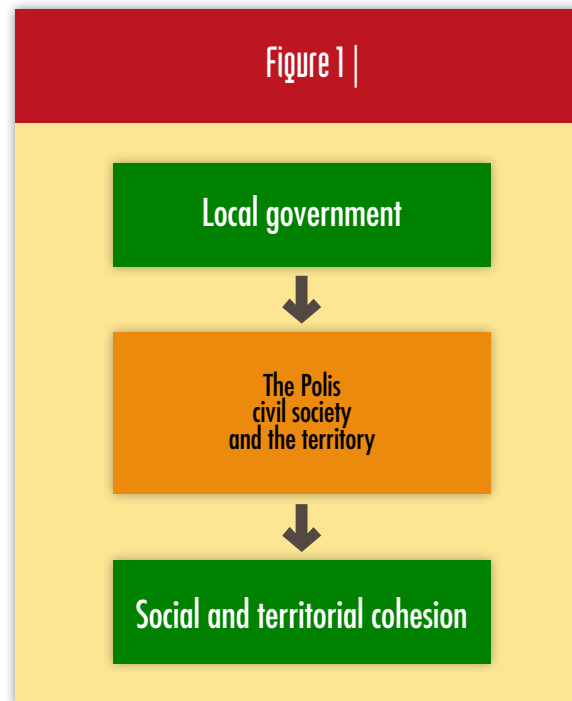 Figure 1 |
Local government
The Polis
civil society
and the territory
Social and territorial cohesion